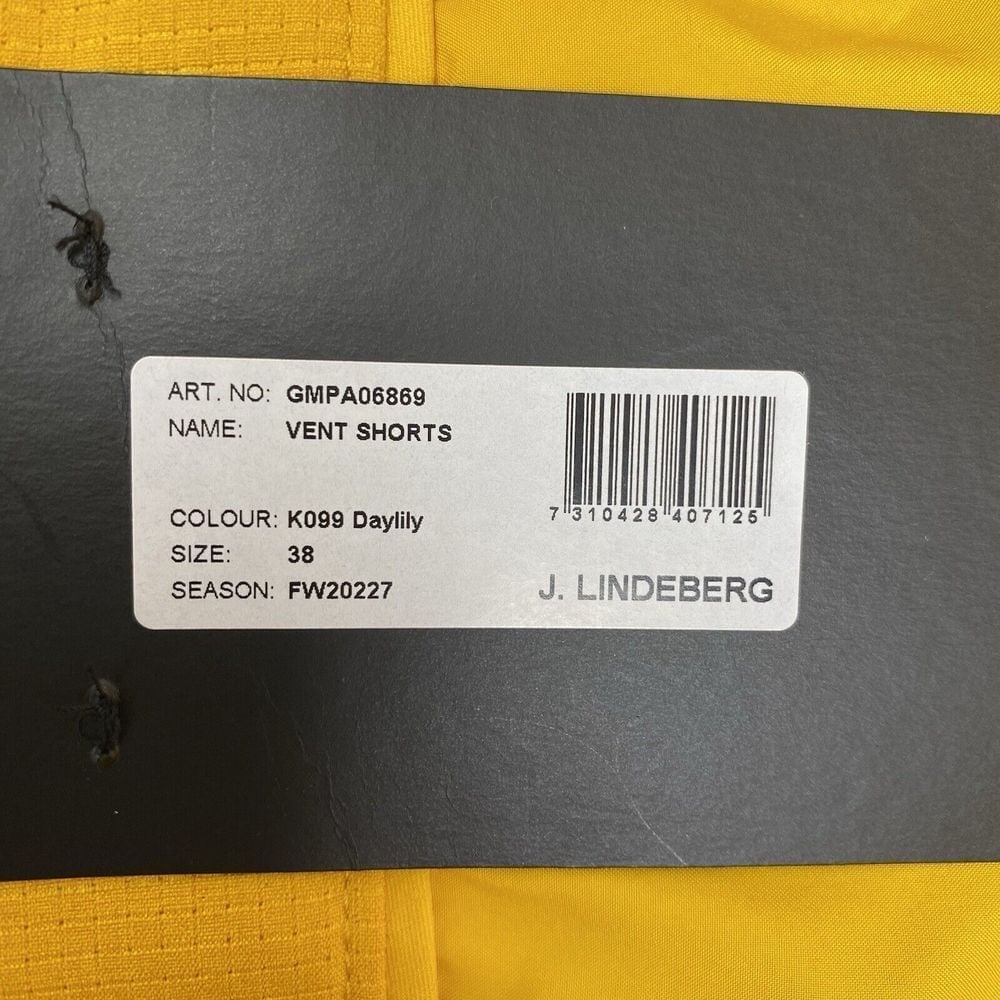 ART. NO: GMPA06869
NAME: VENT SHORTS
COLOUR: K099 Daylily
SIZE: 38
SEASON: FW20227
7 310428 407125
J. LINDEBERG